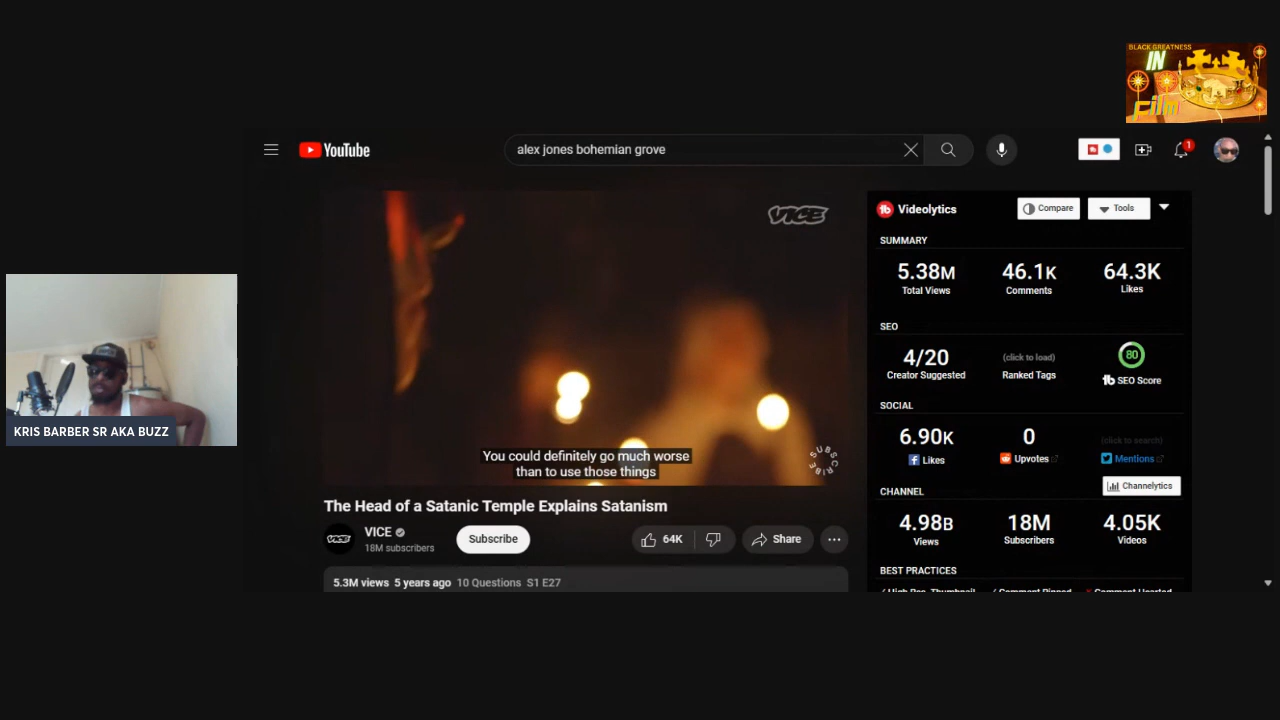 BLACK GREATNESS
IN
Film
YouTube
alex jones bohemian grove
1
VICE
You could definitely go much worse
than to use those things
SUBSCRIBE
The Head of a Satanic Temple Explains Satanism
VICE
VICE
18M subscribers
Subscribe
64K
Share
5.3M views 5 years ago 10 Questions S1 E27
KRIS BARBER SR AKA BUZZ
tb Videolytics
Compare
Tools
SUMMARY
5.38M
46.1K
64.3K
Total Views
Comments
Likes
SEO
4/20
(click to load)
80
Creator Suggested
Ranked Tags
tb SEO Score
SOCIAL
6.90K
0
(click to search)
Likes
Upvotes
Mentions
CHANNEL
Channelytics
4.98B
18M
4.05K
Views
Subscribers
Videos
BEST PRACTICES